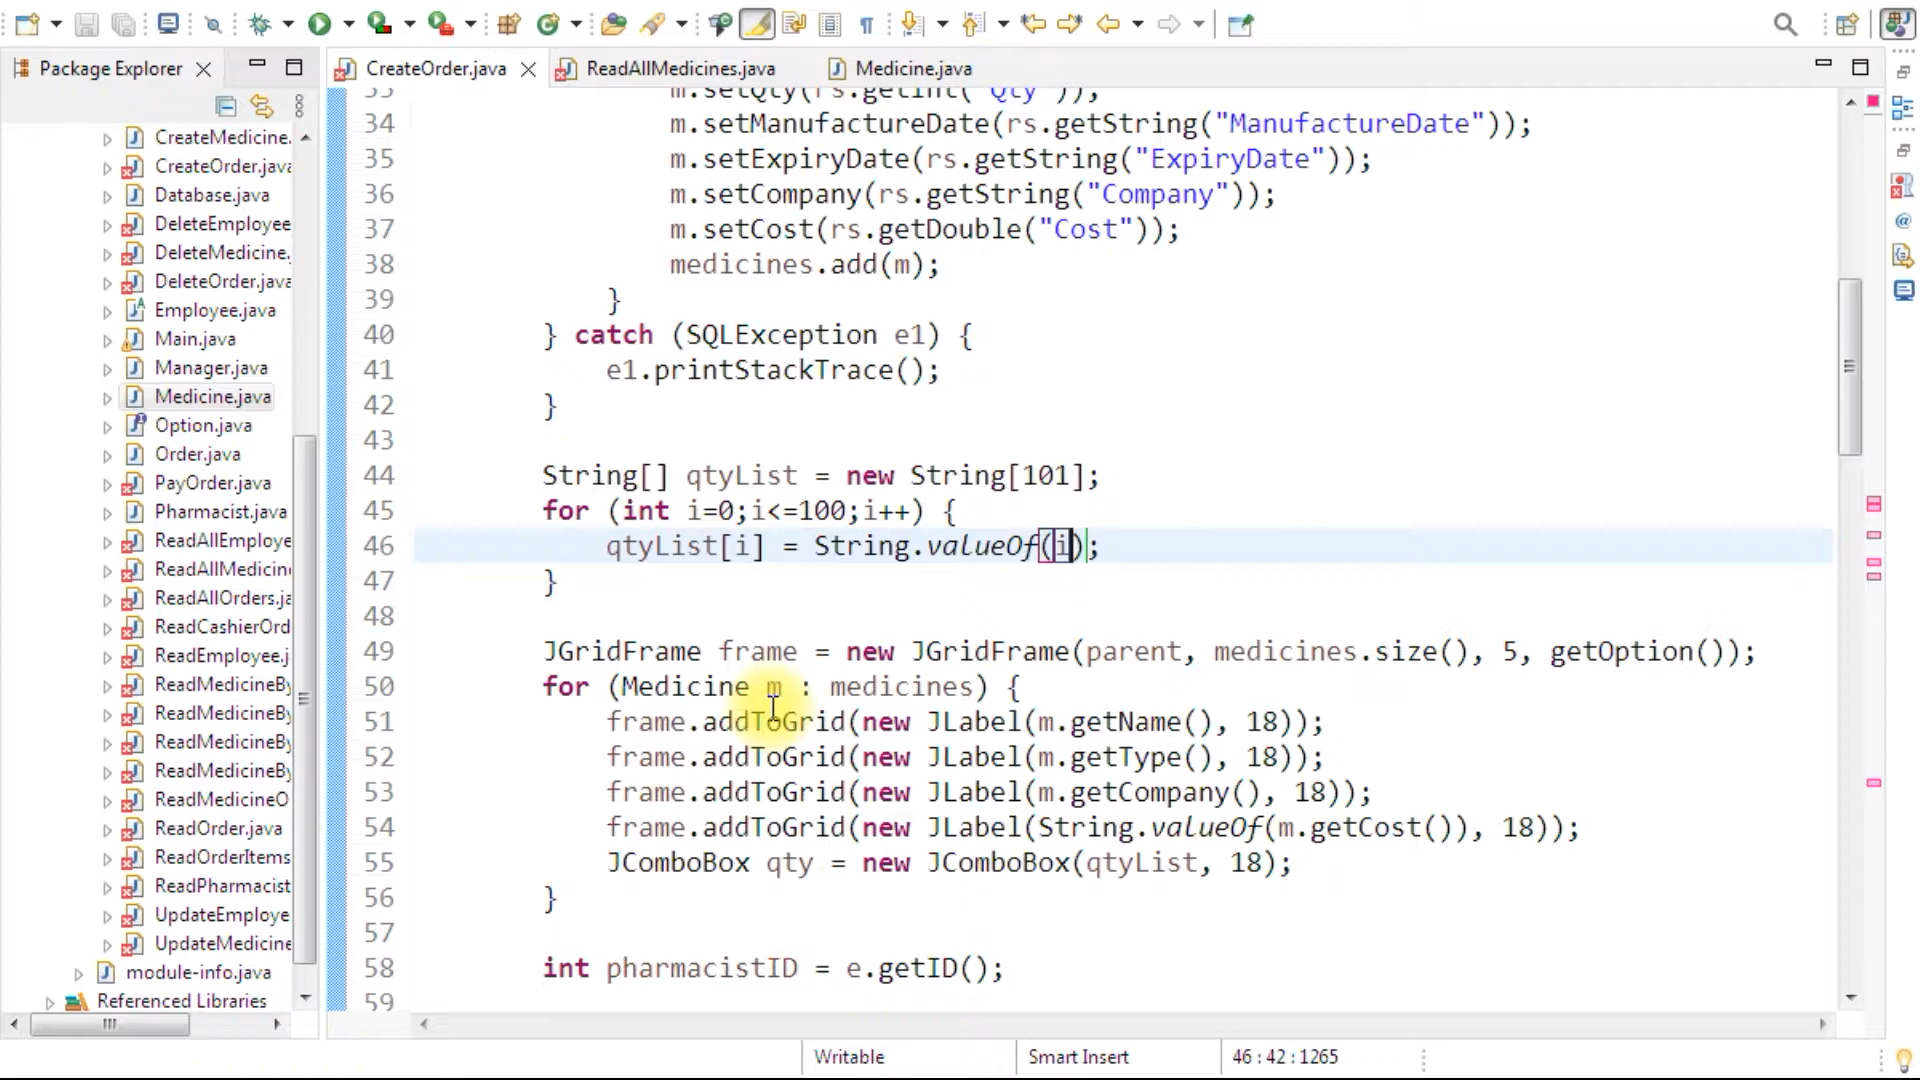 Package Explorer
CreateOrder.java
ReadAllMedicines.java
Medicine.java
CreateMedicine.
CreateOrder.java
Database.java
DeleteEmployee
DeleteMedicine.
DeleteOrder.java
Employee.java
Main.java
Manager.java
Medicine.java
Option.java
Order.java
PayOrder.java
Pharmacist.java
ReadAllEmploye
ReadAllMedicin
ReadAllOrders.ja
ReadCashierOrd
ReadEmployee.j
ReadMedicineBy
ReadMedicineBy
ReadMedicineBy
ReadMedicineBy
ReadMedicineO
ReadOrder.java
ReadOrderItems
ReadPharmacist
UpdateEmploye
UpdateMedicine
module-info.java
Referenced Libraries
33 m.setQty(rs.getInt("Qty"));
34 m.setManufactureDate(rs.getString("ManufactureDate"));
35 m.setExpiryDate(rs.getString("ExpiryDate"));
36 m.setCompany(rs.getString("Company"));
37 m.setCost(rs.getDouble("Cost"));
38 medicines.add(m);
39 }
40 } catch (SQLException e1) {
41 e1.printStackTrace();
42 }
43
44 String[] qtyList = new String[101];
45 for (int i=0;i<=100;i++) {
46 qtyList[i] = String.valueOf(i);
47 }
48
49 JGridFrame frame = new JGridFrame(parent, medicines.size(), 5, getOption());
50 for (Medicine m : medicines) {
51 frame.addToGrid(new JLabel(m.getName(), 18));
52 frame.addToGrid(new JLabel(m.getType(), 18));
53 frame.addToGrid(new JLabel(m.getCompany(), 18));
54 frame.addToGrid(new JLabel(String.valueOf(m.getCost()), 18));
55 JComboBox qty = new JComboBox(qtyList, 18);
56 }
57
58 int pharmacistID = e.getID();
59
Writable
Smart Insert
46 : 42 : 1265